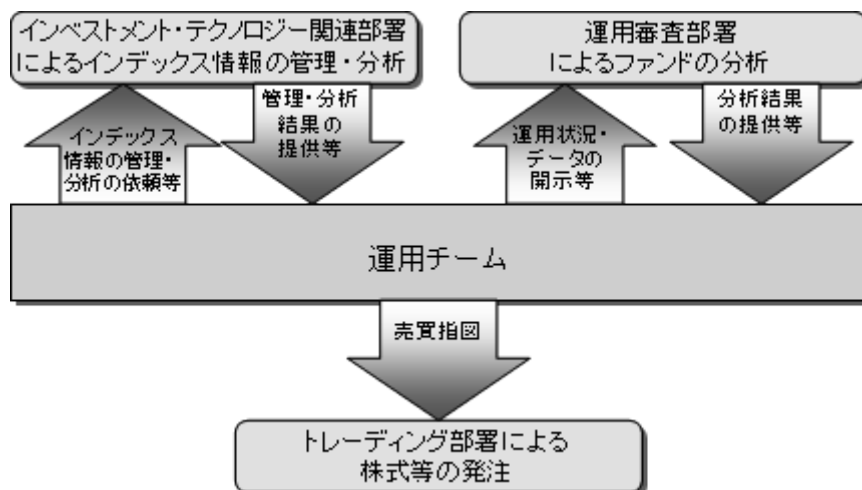 インベストメント・テクノロジー関連部署
によるインデックス情報の管理・分析
運用審査部署
によるファンドの分析
インデックス
情報の管理・
分析の依頼等
管理・分析
結果の
提供等
運用状況・
データの
開示等
分析結果
の提供等
運用チーム
売買指図
トレーディング部署による
株式等の発注